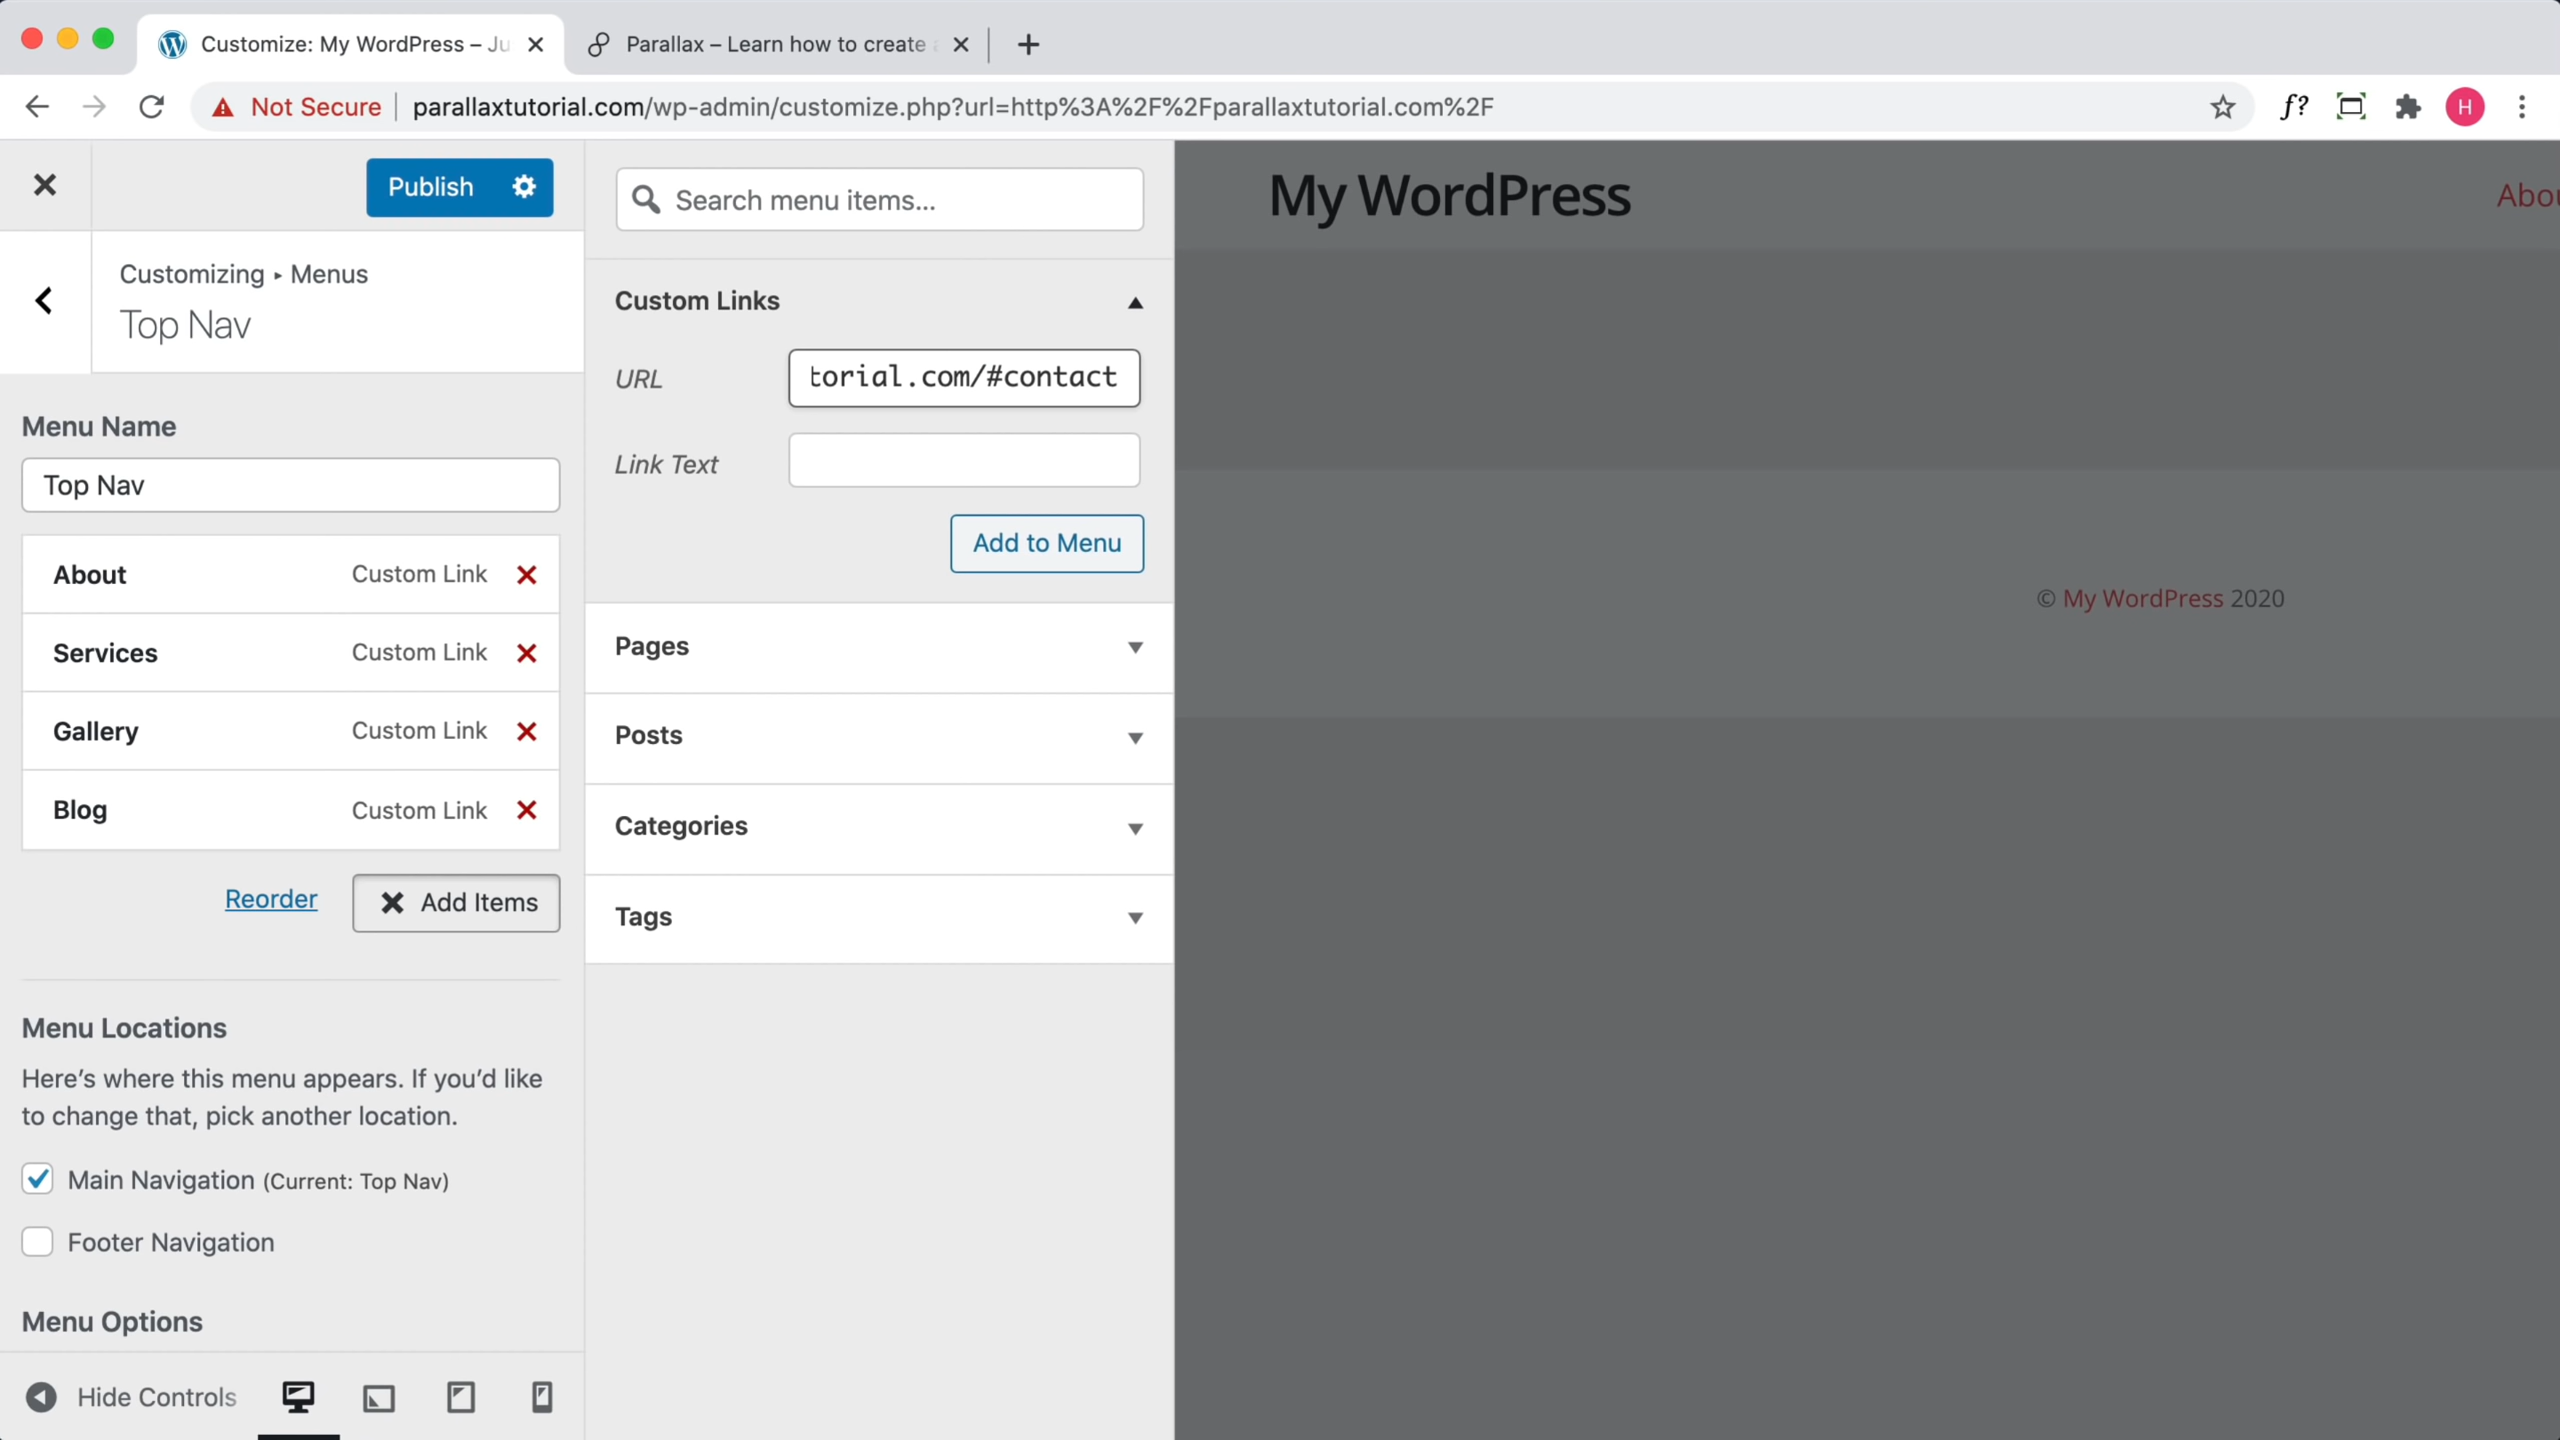 Customize: My WordPress – Ju
Parallax – Learn how to create
Not Secure
parallaxtutorial.com/wp-admin/customize.php?url=http%3A%2F%2Fparallaxtutorial.com%2F
f?
H
Publish
Customizing ▸ Menus
Top Nav
Menu Name
Top Nav
About Custom Link
Services Custom Link
Gallery Custom Link
Blog Custom Link
Reorder
Add Items
Menu Locations
Here’s where this menu appears. If you’d like
to change that, pick another location.
Main Navigation (Current: Top Nav)
Footer Navigation
Menu Options
Hide Controls
Search menu items...
Custom Links
URL
torial.com/#contact
Link Text
Add to Menu
Pages
Posts
Categories
Tags
My WordPress
Abou
© My WordPress 2020